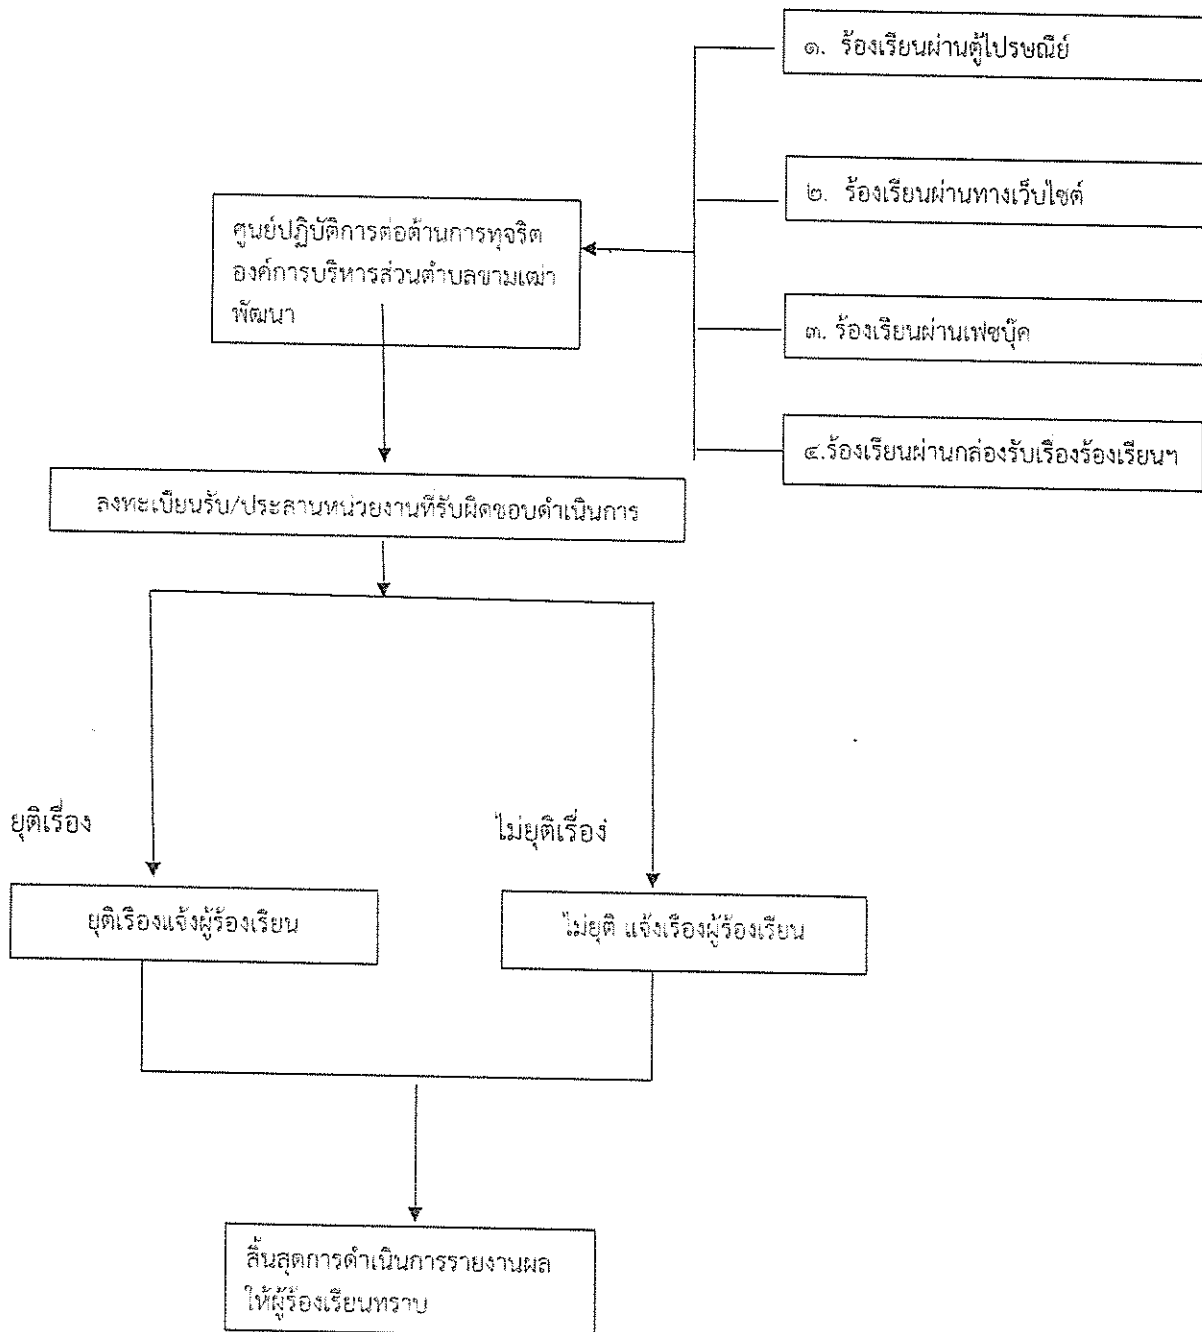 ๑. ร้องเรียนผ่านตู้ไปรษณีย์
๒. ร้องเรียนผ่านทางเว็บไซต์
ศูนย์ปฏิบัติการต่อต้านการทุจริต
องค์การบริหารส่วนตำบลขามเฒ่า
พัฒนา
๓. ร้องเรียนผ่านเฟซบุ๊ค
๔.ร้องเรียนผ่านกล่องรับเรื่องร้องเรียนฯ
ลงทะเบียนรับ/ประสานหน่วยงานที่รับผิดชอบดำเนินการ
ยุติเรื่อง
ไม่ยุติเรื่อง
ยุติเรื่องแจ้งผู้ร้องเรียน
ไม่ยุติ แจ้งเรื่องผู้ร้องเรียน
สิ้นสุดการดำเนินการรายงานผล
ให้ผู้ร้องเรียนทราบ